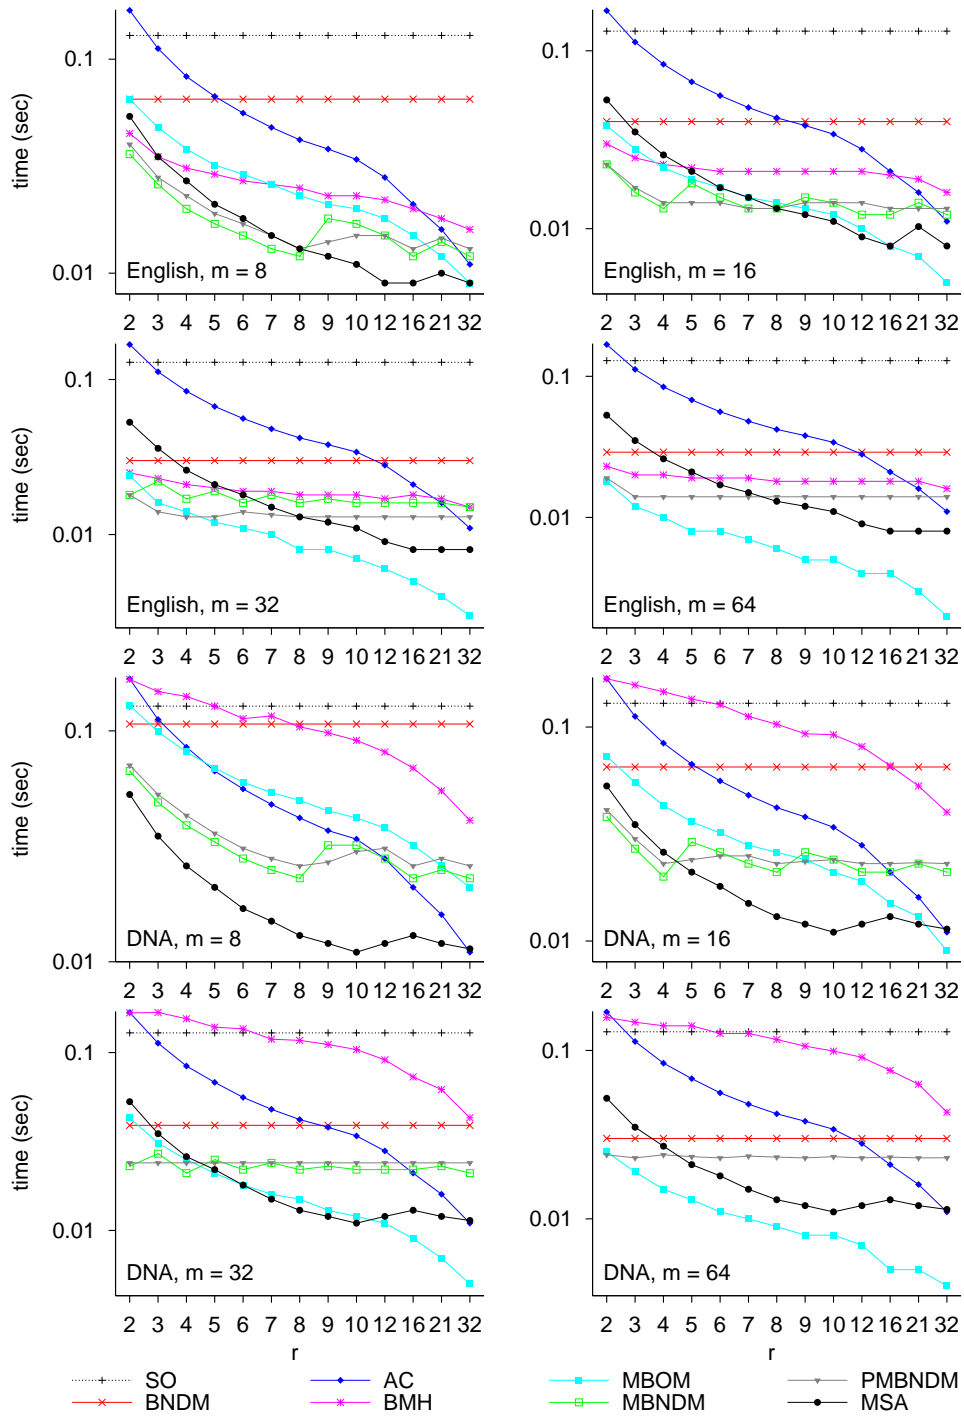 0.1
time (sec)
0.01
English, m = 8
2 3 4 5 6 7 8 9 10 12 16 21 32
0.1
time (sec)
0.01
English, m = 16
2 3 4 5 6 7 8 9 10 12 16 21 32
0.1
time (sec)
0.01
English, m = 32
2 3 4 5 6 7 8 9 10 12 16 21 32
0.1
0.01
English, m = 64
2 3 4 5 6 7 8 9 10 12 16 21 32
0.1
time (sec)
0.01
DNA, m = 8
2 3 4 5 6 7 8 9 10 12 16 21 32
0.1
0.01
DNA, m = 16
2 3 4 5 6 7 8 9 10 12 16 21 32
0.1
time (sec)
0.01
DNA, m = 32
2 3 4 5 6 7 8 9 10 12 16 21 32
r
0.1
0.01
DNA, m = 64
2 3 4 5 6 7 8 9 10 12 16 21 32
r
SO AC MBOM PMBNDM
BNDM BMH MBNDM MSA